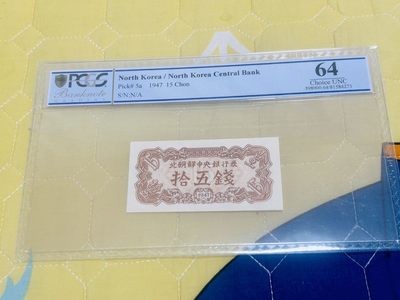 PCGS
Banknote
North Korea / North Korea Central Bank
Pick# 5a 1947 15 Chon
S/N:N/A
64
Choice UNC
北朝鮮中央銀行券
拾五錢
1947